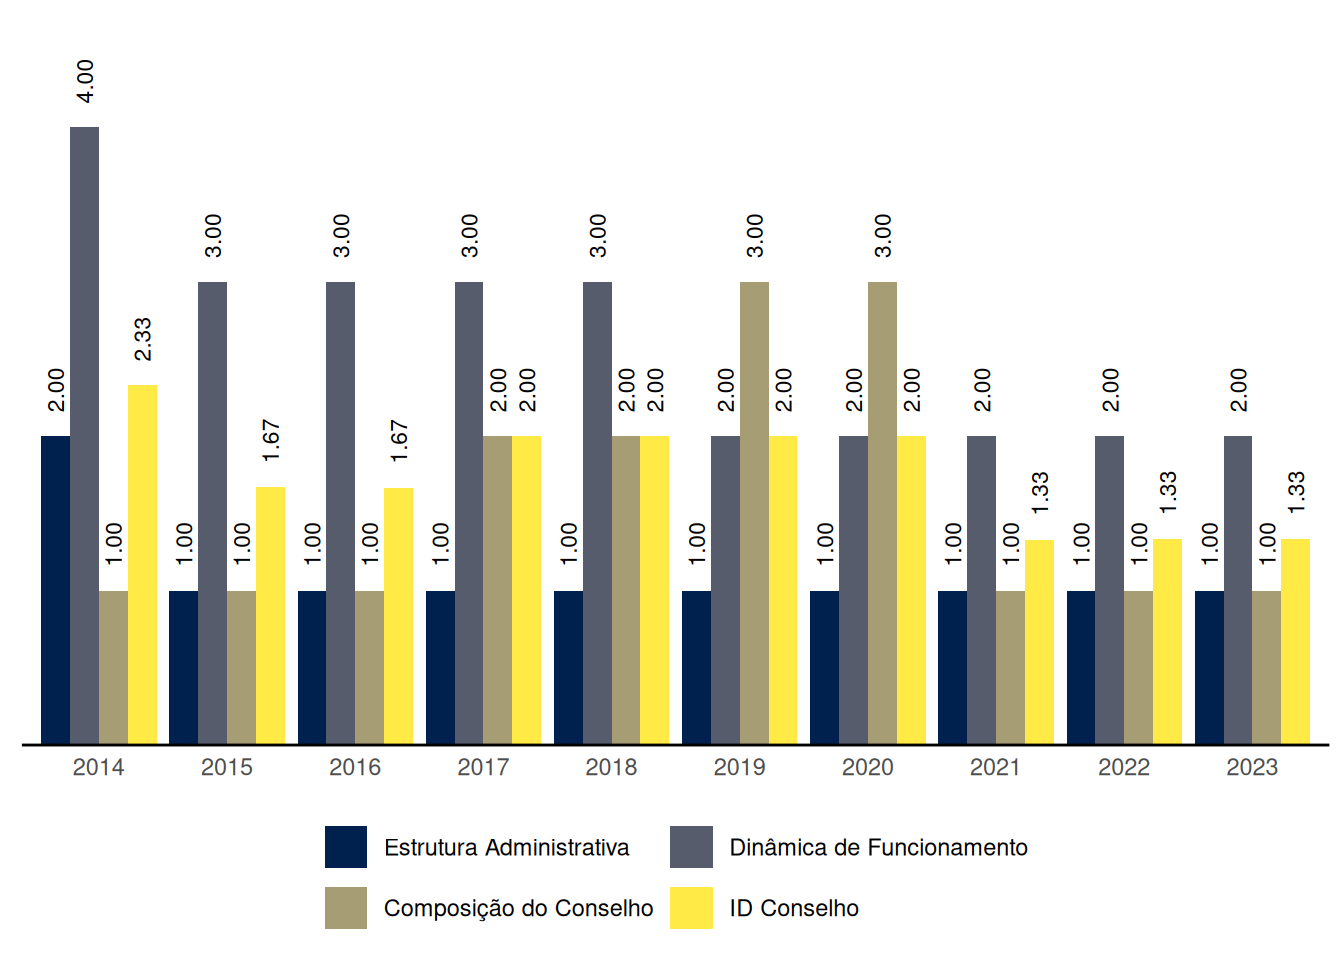 4.00
3.00 3.00 3.00 3.00 3.00 3.00
2.33
2.00 2.00 2.00 2.00 2.00 2.00 2.00 2.00 2.00 2.00 2.00 2.00
1.67 1.67
1.33 1.33 1.33
1.00 1.00 1.00 1.00 1.00 1.00 1.00 1.00 1.00 1.00 1.00 1.00 1.00 1.00 1.00
2014 2015 2016 2017 2018 2019 2020 2021 2022 2023
Estrutura Administrativa Dinâmica de Funcionamento
Composição do Conselho ID Conselho